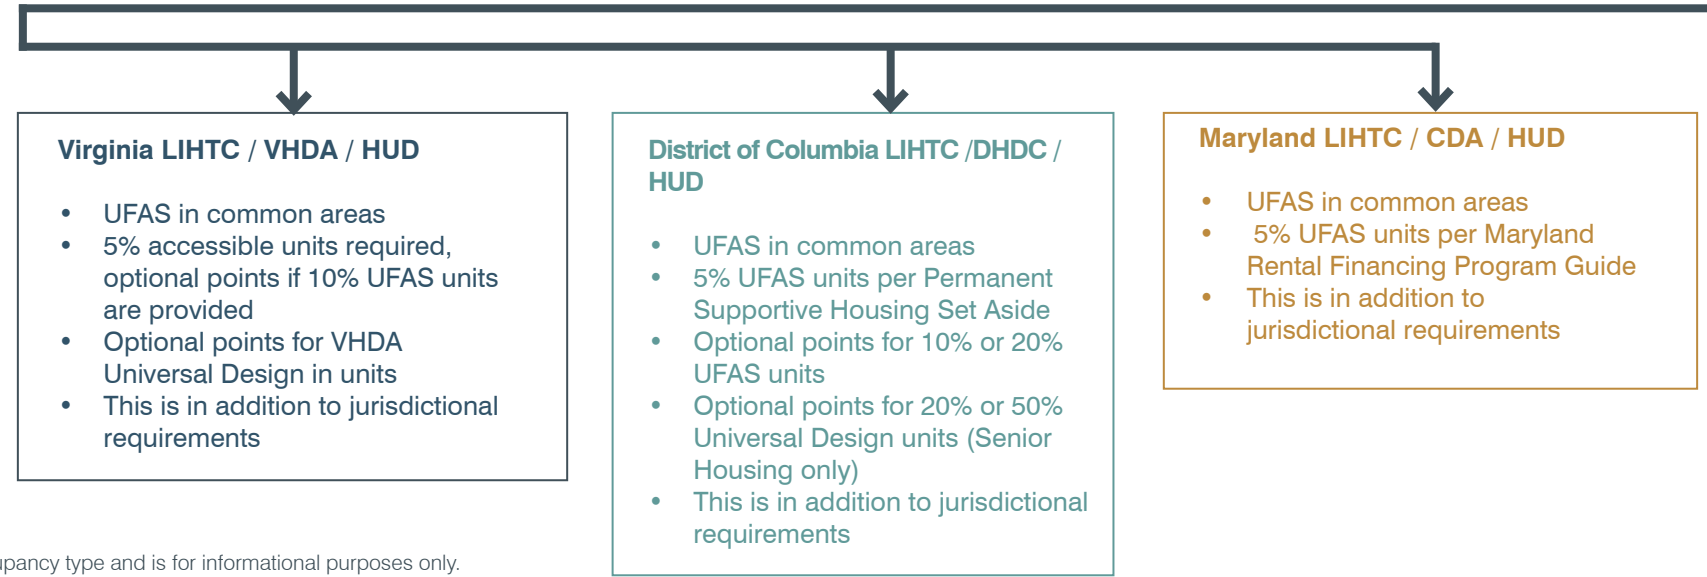 Virginia LIHTC / VHDA / HUD
• UFAS in common areas
• 5% accessible units required,
optional points if 10% UFAS units
are provided
• Optional points for VHDA
Universal Design in units
• This is in addition to jurisdictional
requirements
District of Columbia LIHTC /DHDC /
HUD
• UFAS in common areas
• 5% UFAS units per Permanent
Supportive Housing Set Aside
• Optional points for 10% or 20%
UFAS units
• Optional points for 20% or 50%
Universal Design units (Senior
Housing only)
• This is in addition to jurisdictional
requirements
Maryland LIHTC / CDA / HUD
• UFAS in common areas
• 5% UFAS units per Maryland
Rental Financing Program Guide
• This is in addition to
jurisdictional requirements
upancy type and is for informational purposes only.